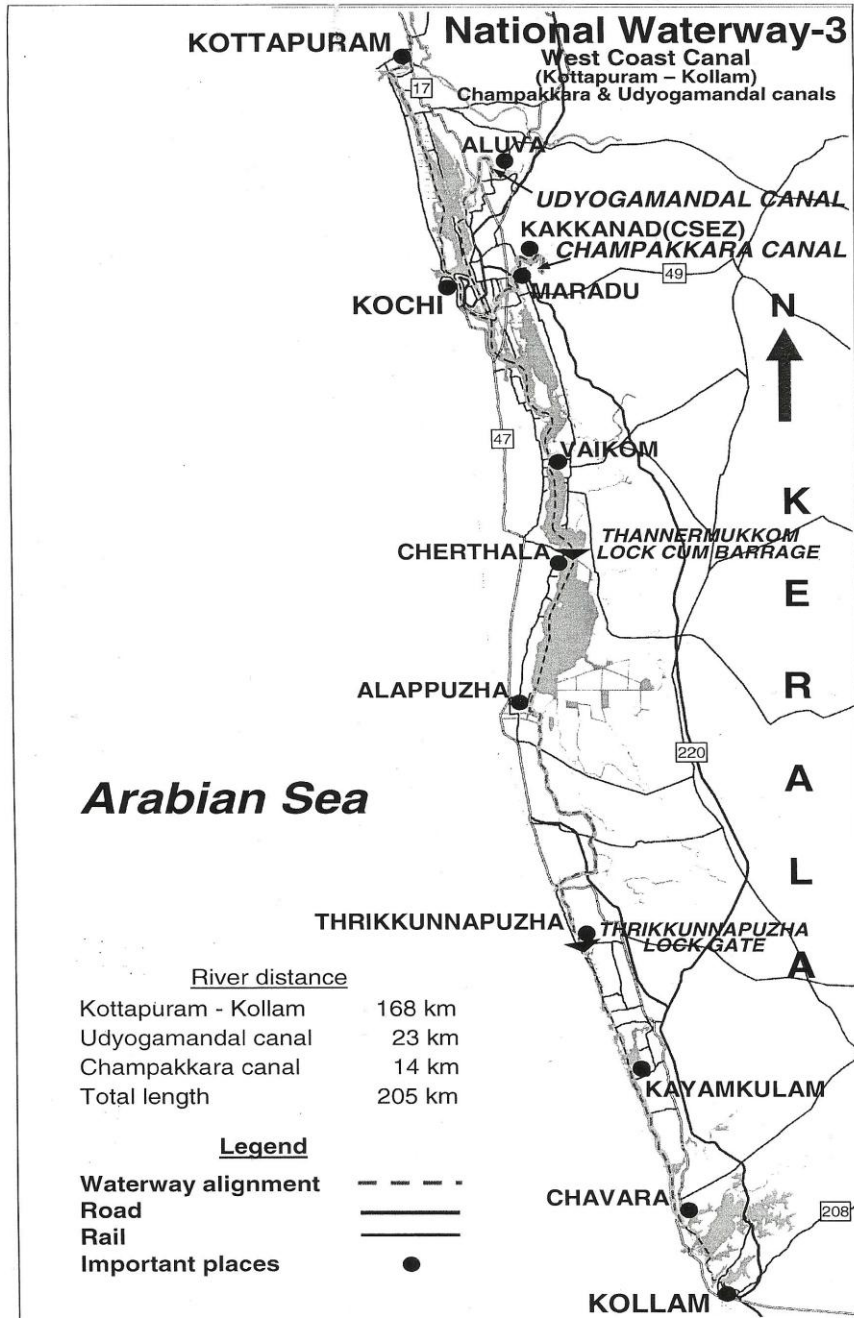 National Waterway-3
West Coast Canal
(Kottapuram – Kollam)
Champakkara & Udyogamandal canals
KOTTAPURAM
17
ALUVA
UDYOGAMANDAL CANAL
KAKKANAD(CSEZ)
CHAMPAKKARA CANAL
49
MARADU
KOCHI
N
47
VAIKOM
K
THANNERMUKKOM
LOCK CUM BARRAGE
CHERTHALA
E
R
ALAPPUZHA
220
A
Arabian Sea
L
THRIKKUNNAPUZHA
THRIKKUNNAPUZHA
LOCK GATE
A
River distance
Kottapuram - Kollam 168 km
Udyogamandal canal 23 km
Champakkara canal 14 km
Total length 205 km
KAYAMKULAM
Legend
Waterway alignment
Road
Rail
Important places
CHAVARA
208
KOLLAM